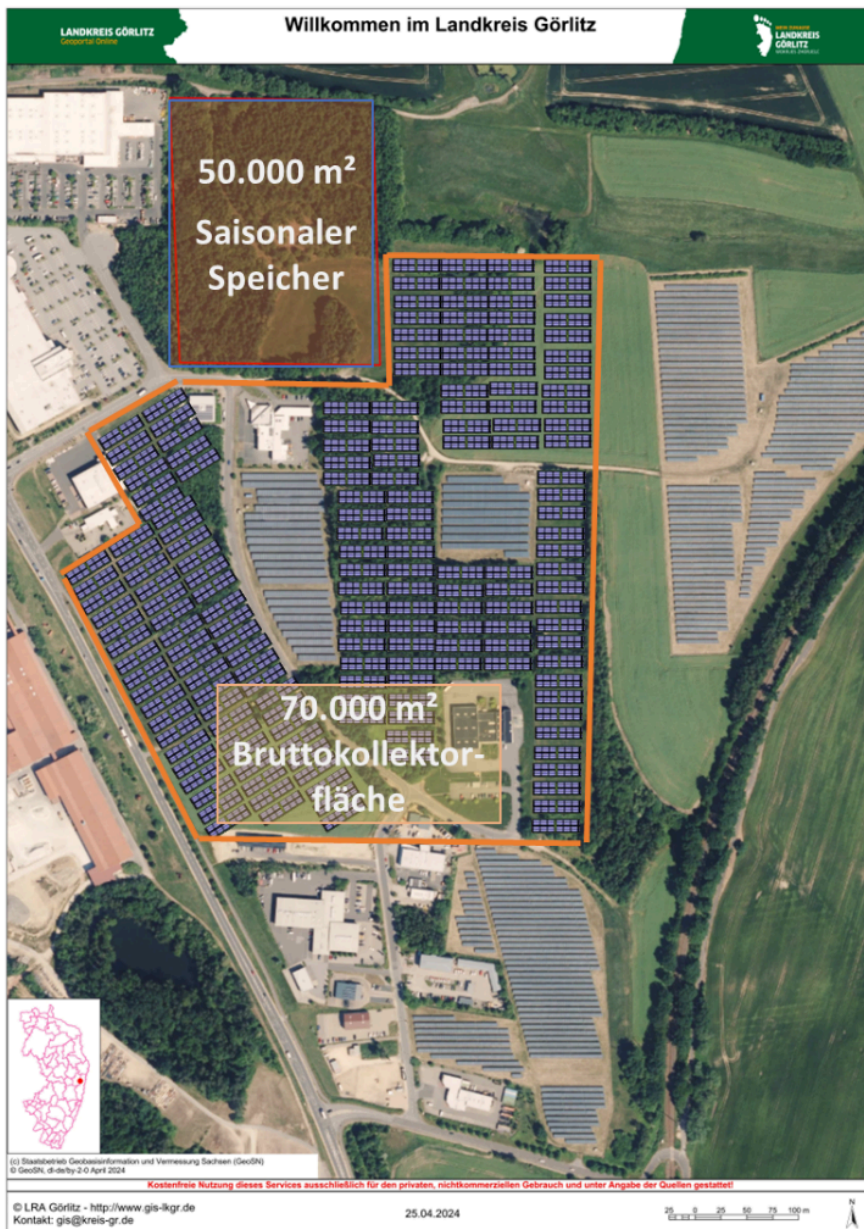 LANDKREIS GÖRLITZ
Geoportal Online
Willkommen im Landkreis Görlitz
LANDKREIS
GÖRLITZ
50.000 m²
Saisonaler
Speicher
70.000 m²
Bruttokollektor-
fläche
(c) Staatsbetrieb Geobasisinformation und Vermessung Sachsen (GeoSN)
© GeoSN, dl-de/by-2-0 April 2024
Kostenfreie Nutzung dieses Services ausschließlich für den privaten, nichtkommerziellen Gebrauch und unter Angabe der Quellen gestattet!
© LRA Görlitz - http://www.gis-lkgr.de
Kontakt: gis@kreis-gr.de
25.04.2024
25 0 25 50 75 100 m
N